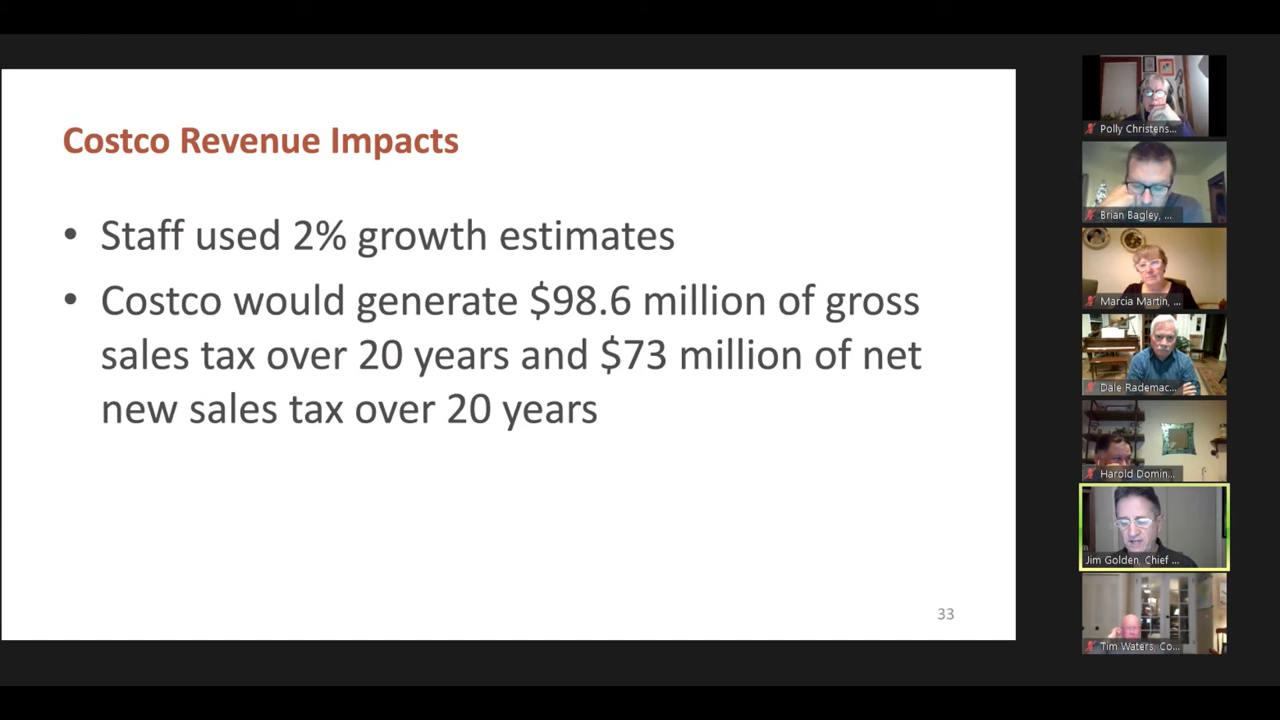 Costco Revenue Impacts
• Staff used 2% growth estimates
• Costco would generate $98.6 million of gross
sales tax over 20 years and $73 million of net
new sales tax over 20 years
33
Polly Christens...
Brian Bagley, ...
Marcia Martin, ...
Dale Rademac...
Harold Domin...
Jim Golden, Chief ...
Tim Waters, Co...